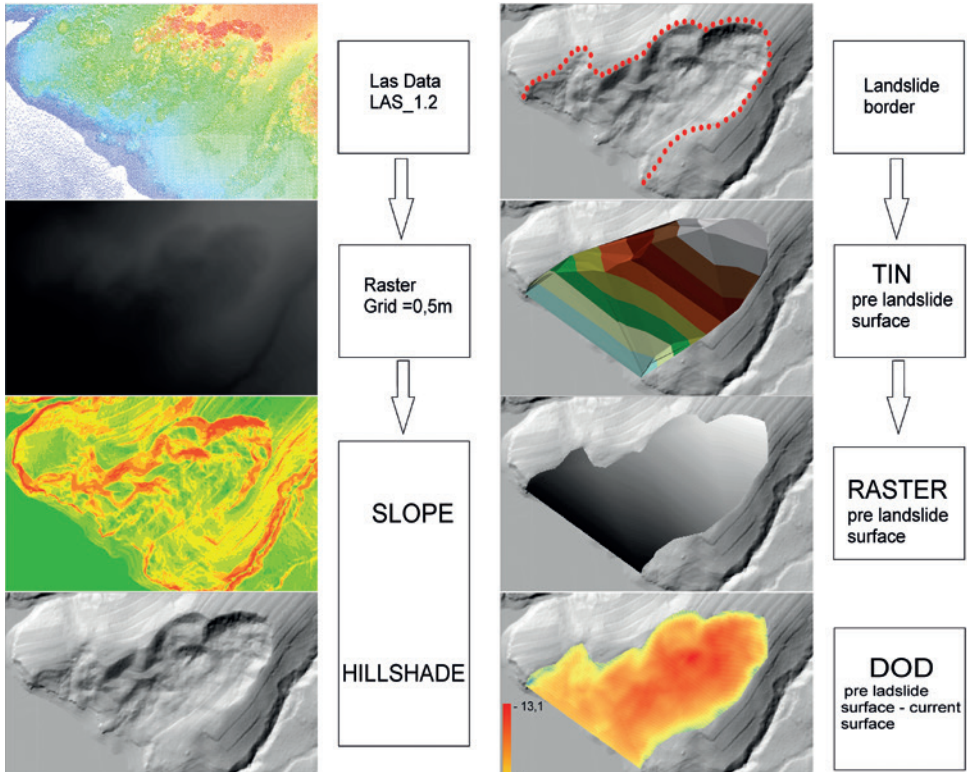 Las Data
LAS_1.2
Raster
Grid =0,5m
SLOPE
HILLSHADE
Landslide
border
TIN
pre landslide
surface
RASTER
pre landslide
surface
- 13,1
DOD
pre ladslide
surface - current
surface